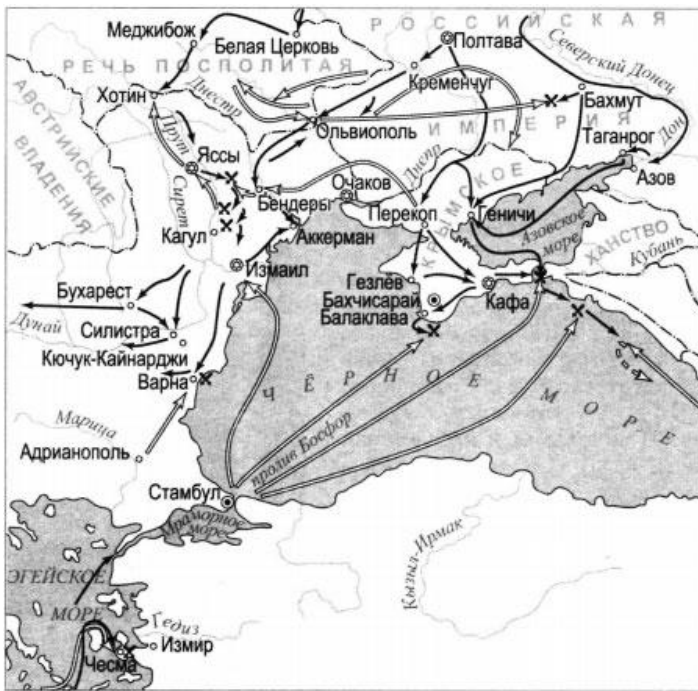 РОССИЙСКАЯ
Меджибож
Белая Церковь
Полтава
Северский Донец
РЕЧЬ ПОСПОЛИТАЯ
Кременчуг
Хотин
Днестр
Бахмут
Ольвиополь
ИМПЕРИЯ
АВСТРИЙСКИЕ
ВЛАДЕНИЯ
Прут
Таганрог
Дон
Яссы
Днепр
Азов
Сирет
Очаков
Бендеры
Перекоп
КРЫМСКОЕ
Геничи
Кагул
Аккерман
Азовское
море
ХАНСТВО
Кубань
Измаил
Гезлёв
Бухарест
Бахчисарай
Кафа
Дунай
Силистра
Балаклава
Кючук-Кайнарджи
Варна
ЧЁРНОЕ МОРЕ
Марица
Адрианополь
пролив Босфор
Стамбул
Мраморное
море
ЭГЕЙСКОЕ
МОРЕ
Кызыл-Ирмак
Гедиз
Измир
Чесма